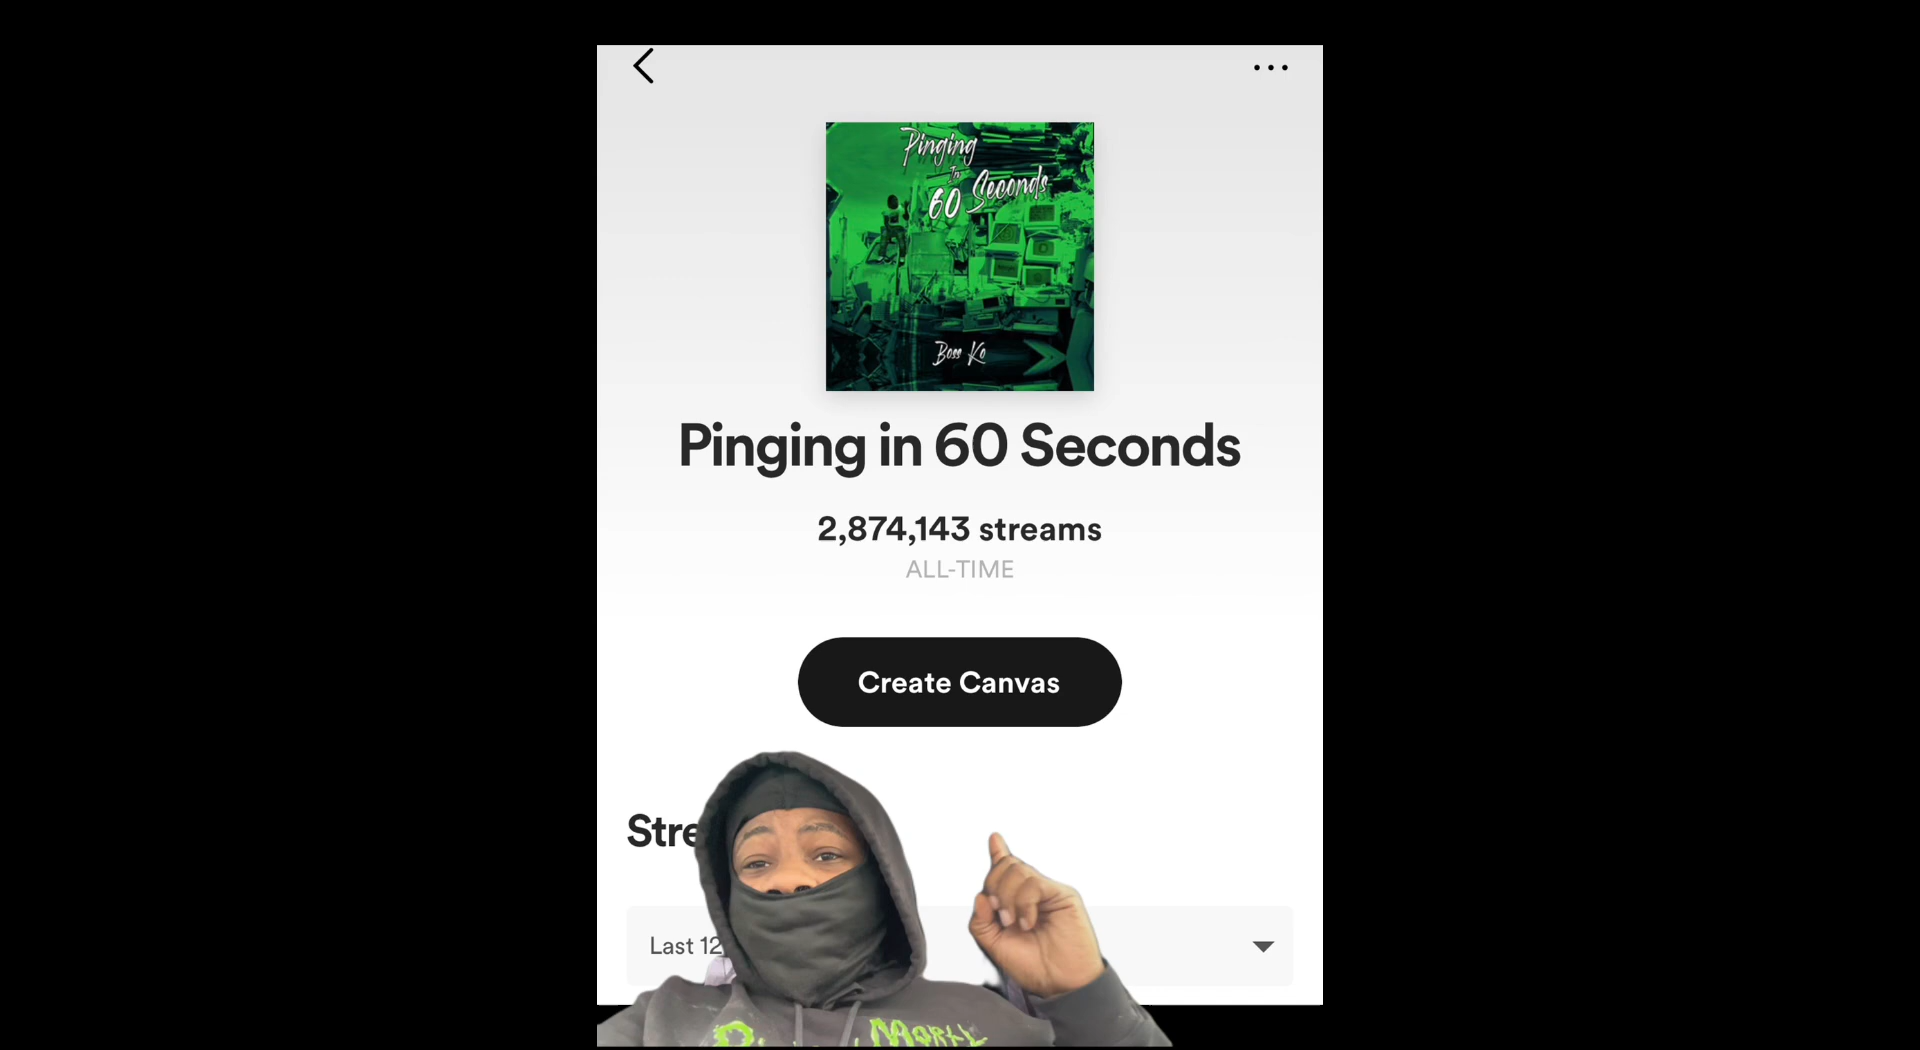 Pinging
In
60 Seconds
Boss Ko
Pinging in 60 Seconds
2,874,143 streams
ALL-TIME
Create Canvas
Stre
Last 12